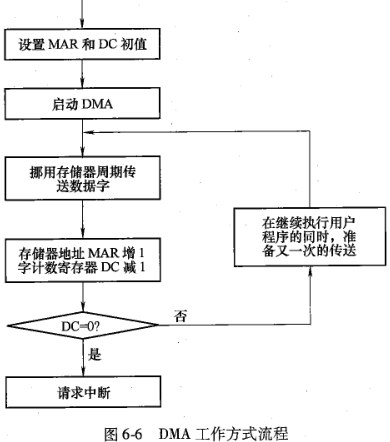 设置 MAR 和 DC 初值
启动 DMA
挪用存储器周期传
送数据字
在继续执行用户
程序的同时，准
备又一次的传送
存储器地址 MAR 增 1
字计数寄存器 DC 减 1
DC=0?
否
是
请求中断
图 6-6 DMA 工作方式流程